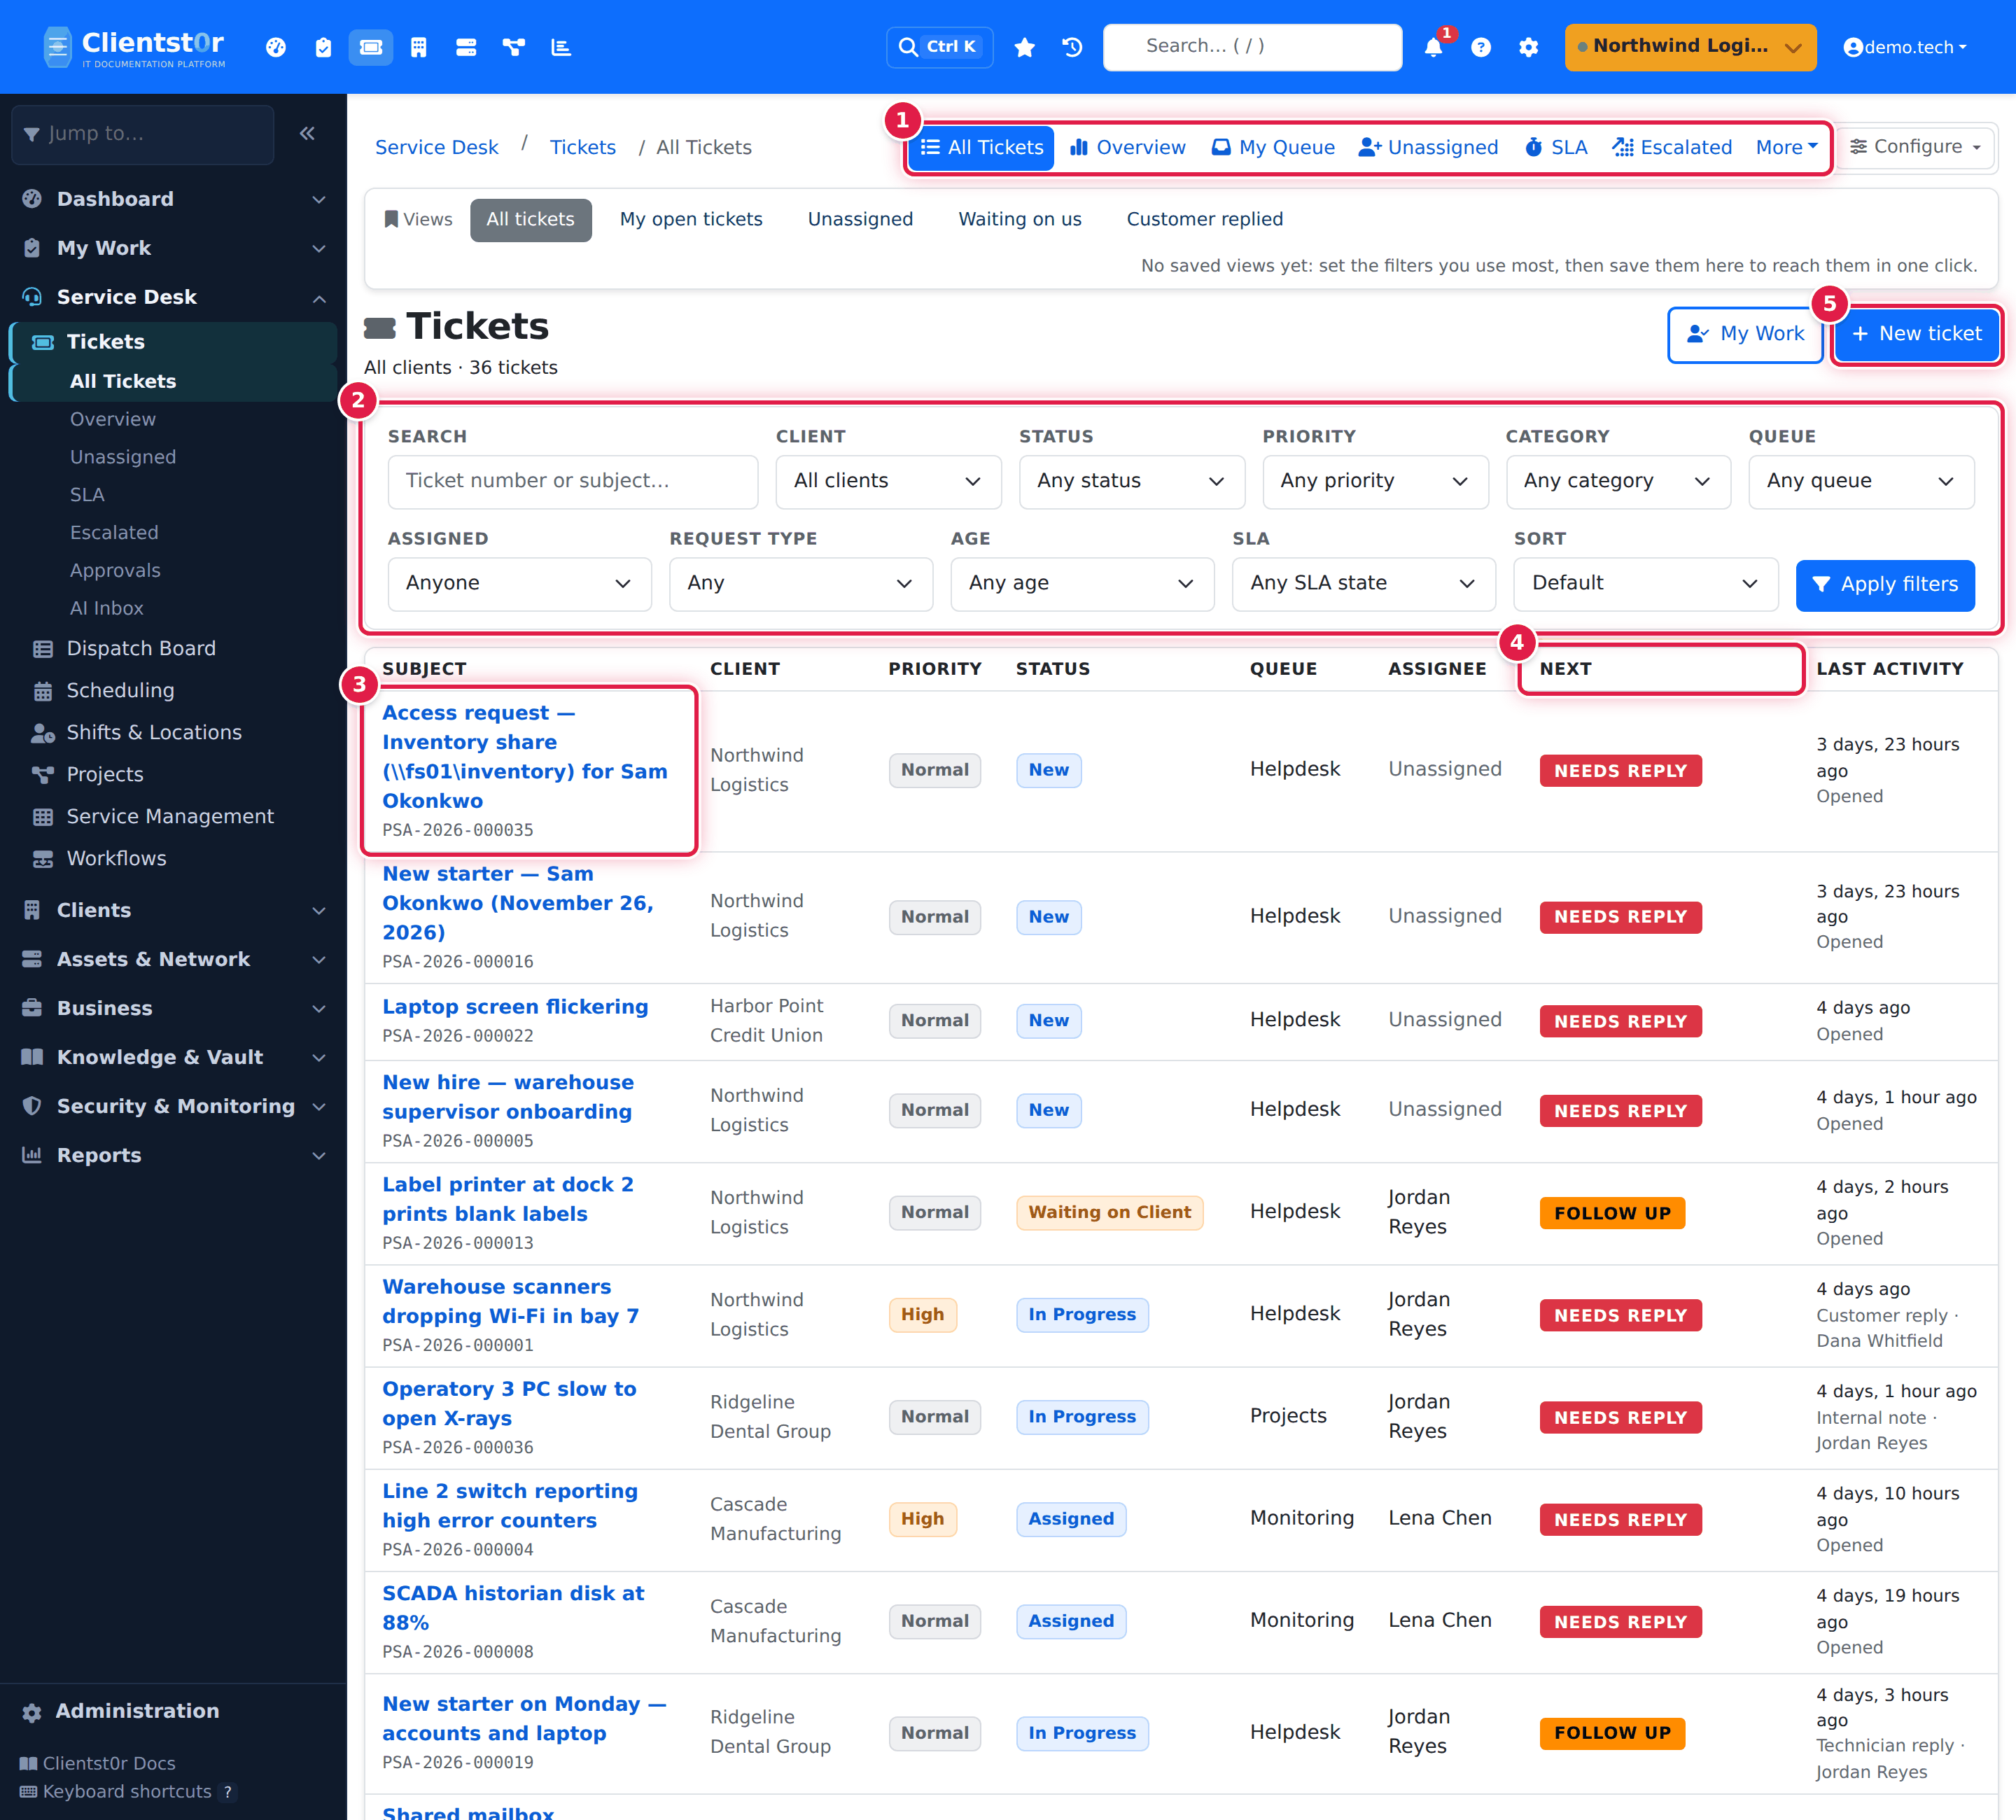 Clientst0r
IT DOCUMENTATION PLATFORM
Ctrl K
Search... ( / )
1
Northwind Logi...
demo.tech
Jump to...
Dashboard
My Work
Service Desk
Tickets
All Tickets
Overview
Unassigned
SLA
Escalated
Approvals
AI Inbox
Dispatch Board
Scheduling
Shifts & Locations
Projects
Service Management
Workflows
Clients
Assets & Network
Business
Knowledge & Vault
Security & Monitoring
Reports
Administration
Clientst0r Docs
Keyboard shortcuts ?
Service Desk / Tickets / All Tickets
1
All Tickets Overview My Queue Unassigned SLA Escalated More
Configure
Views All tickets My open tickets Unassigned Waiting on us Customer replied
No saved views yet: set the filters you use most, then save them here to reach them in one click.
Tickets
All clients · 36 tickets
My Work
5
+ New ticket
2
SEARCH CLIENT STATUS PRIORITY CATEGORY QUEUE
Ticket number or subject... All clients Any status Any priority Any category Any queue
ASSIGNED REQUEST TYPE AGE SLA SORT
Anyone Any Any age Any SLA state Default Apply filters
4
SUBJECT CLIENT PRIORITY STATUS QUEUE ASSIGNEE NEXT LAST ACTIVITY
3
Access request —
Inventory share
(\\fs01\inventory) for Sam
Okonkwo
PSA-2026-000035
Northwind
Logistics
Normal
New
Helpdesk
Unassigned
NEEDS REPLY
3 days, 23 hours
ago
Opened
New starter — Sam
Okonkwo (November 26,
2026)
PSA-2026-000016
Northwind
Logistics
Normal
New
Helpdesk
Unassigned
NEEDS REPLY
3 days, 23 hours
ago
Opened
Laptop screen flickering
PSA-2026-000022
Harbor Point
Credit Union
Normal
New
Helpdesk
Unassigned
NEEDS REPLY
4 days ago
Opened
New hire — warehouse
supervisor onboarding
PSA-2026-000005
Northwind
Logistics
Normal
New
Helpdesk
Unassigned
NEEDS REPLY
4 days, 1 hour ago
Opened
Label printer at dock 2
prints blank labels
PSA-2026-000013
Northwind
Logistics
Normal
Waiting on Client
Helpdesk
Jordan
Reyes
FOLLOW UP
4 days, 2 hours
ago
Opened
Warehouse scanners
dropping Wi-Fi in bay 7
PSA-2026-000001
Northwind
Logistics
High
In Progress
Helpdesk
Jordan
Reyes
NEEDS REPLY
4 days ago
Customer reply ·
Dana Whitfield
Operatory 3 PC slow to
open X-rays
PSA-2026-000036
Ridgeline
Dental Group
Normal
In Progress
Projects
Jordan
Reyes
NEEDS REPLY
4 days, 1 hour ago
Internal note ·
Jordan Reyes
Line 2 switch reporting
high error counters
PSA-2026-000004
Cascade
Manufacturing
High
Assigned
Monitoring
Lena Chen
NEEDS REPLY
4 days, 10 hours
ago
Opened
SCADA historian disk at
88%
PSA-2026-000008
Cascade
Manufacturing
Normal
Assigned
Monitoring
Lena Chen
NEEDS REPLY
4 days, 19 hours
ago
Opened
New starter on Monday —
accounts and laptop
PSA-2026-000019
Ridgeline
Dental Group
Normal
In Progress
Helpdesk
Jordan
Reyes
FOLLOW UP
4 days, 3 hours
ago
Technician reply ·
Jordan Reyes
Shared mailbox